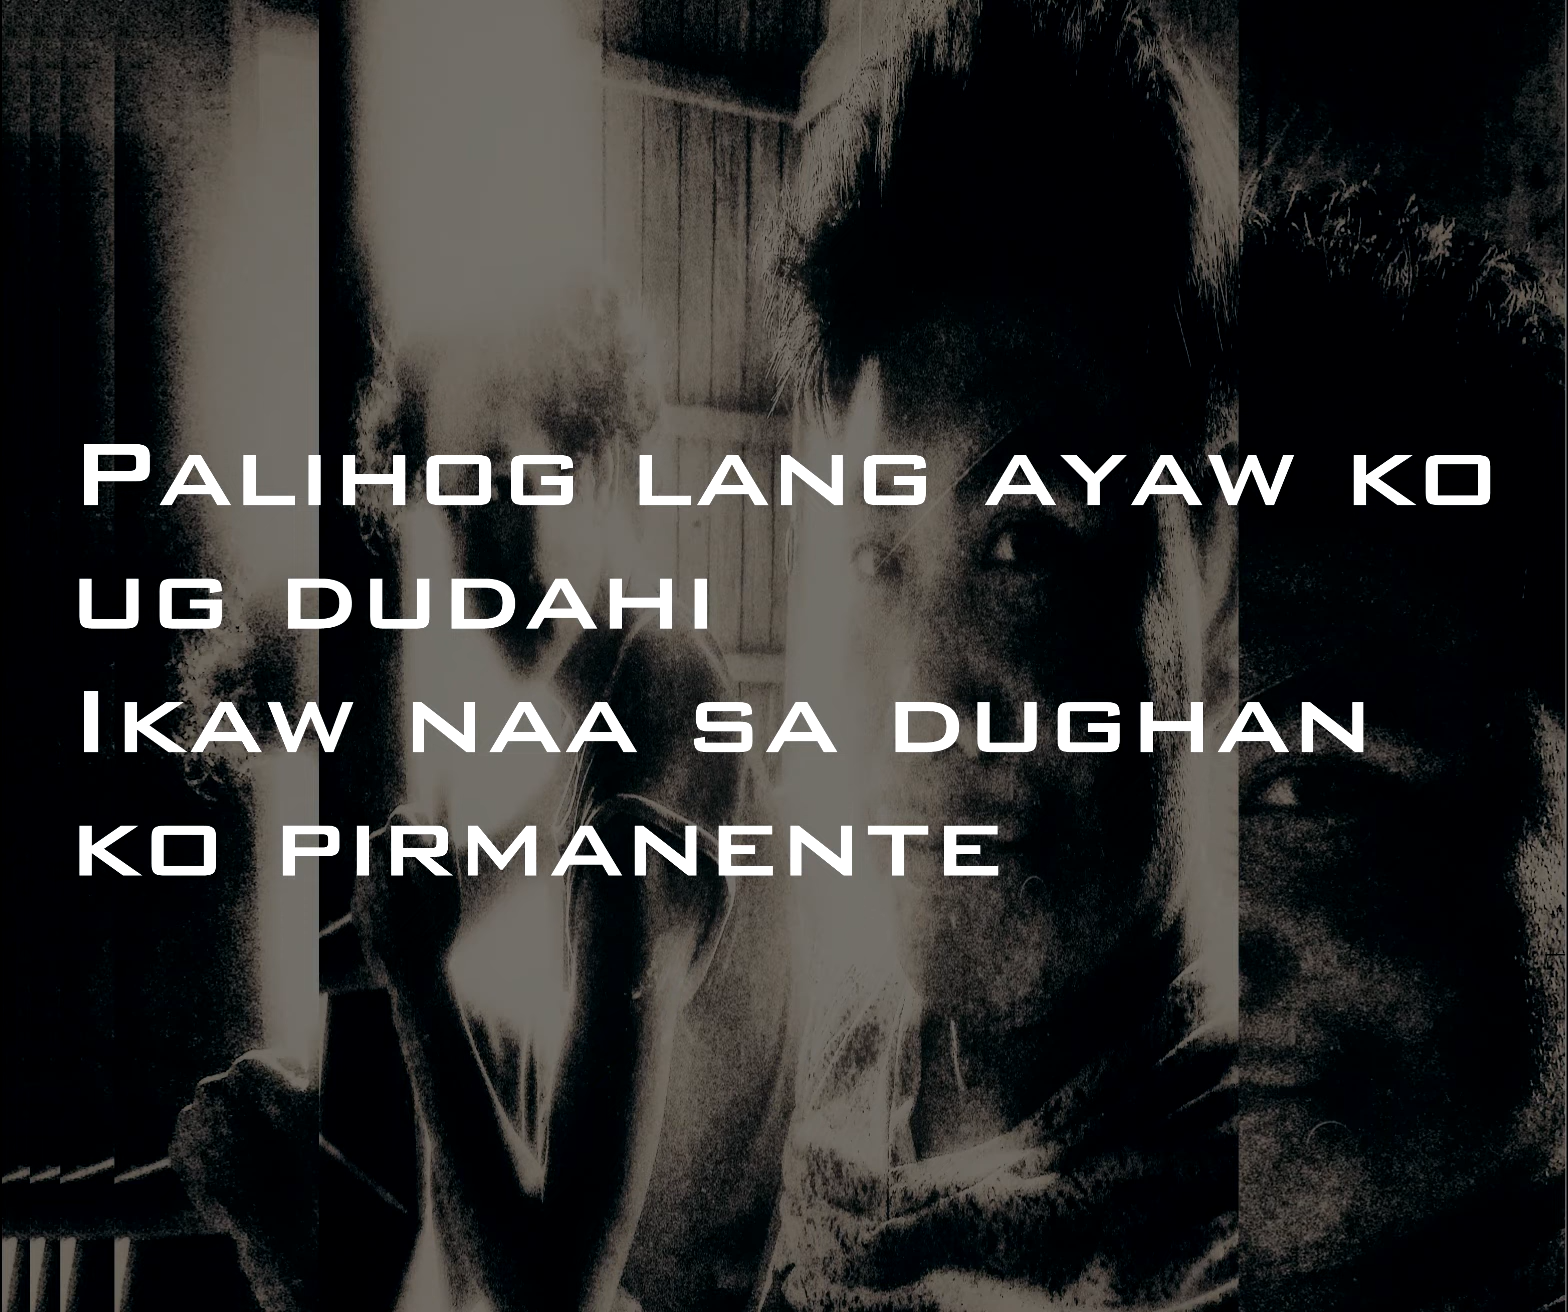 Palihog lang ayaw ko
ug dudahi
Ikaw naa sa dughan
ko pirmanente